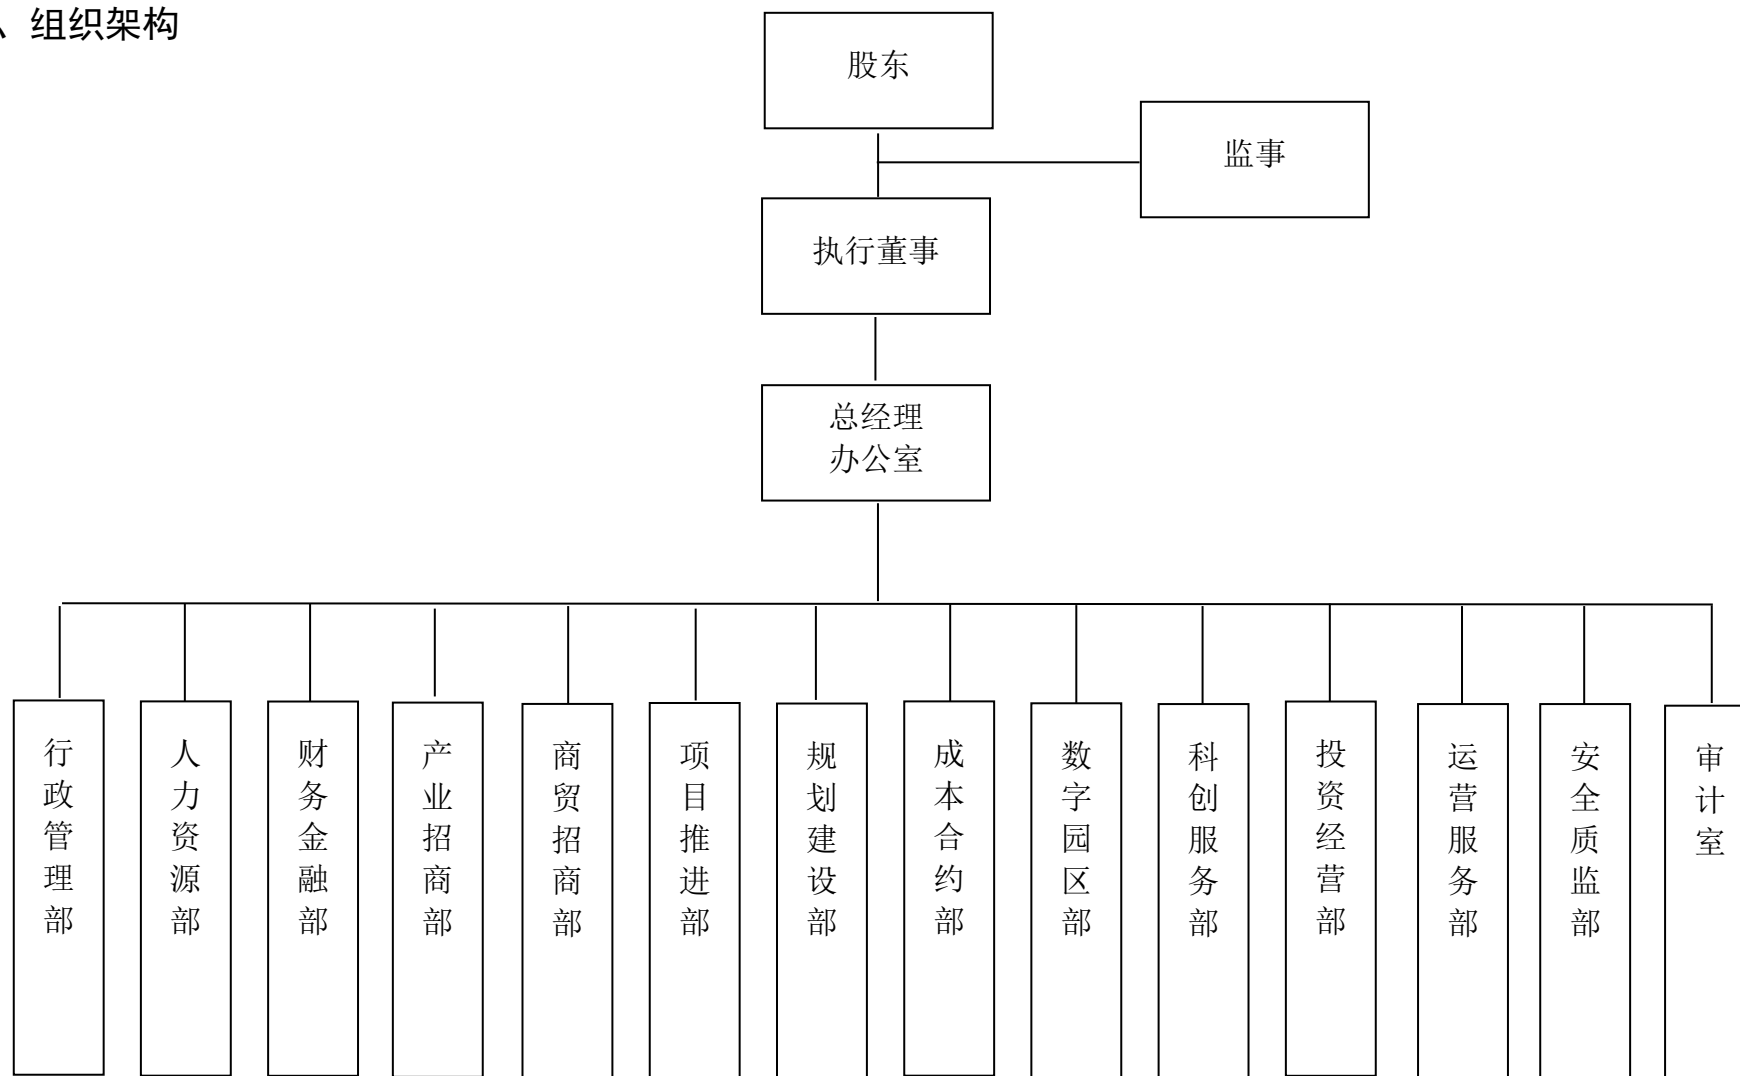 、组织架构
股东
监事
执行董事
总经理
办公室
行政管理部
人力资源部
财务金融部
产业招商部
商贸招商部
项目推进部
规划建设部
成本合约部
数字园区部
科创服务部
投资经营部
运营服务部
安全质监部
审计室